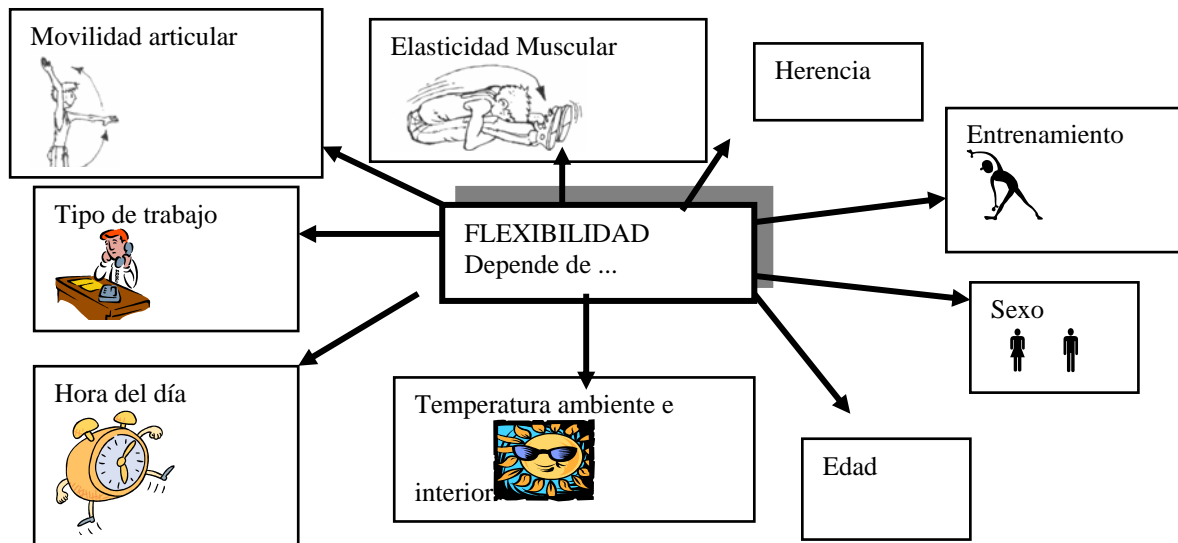 Movilidad articular
Elasticidad Muscular
Herencia
Entrenamiento
Tipo de trabajo
FLEXIBILIDAD
Depende de ...
Sexo
Hora del día
Temperatura ambiente e
interior
Edad